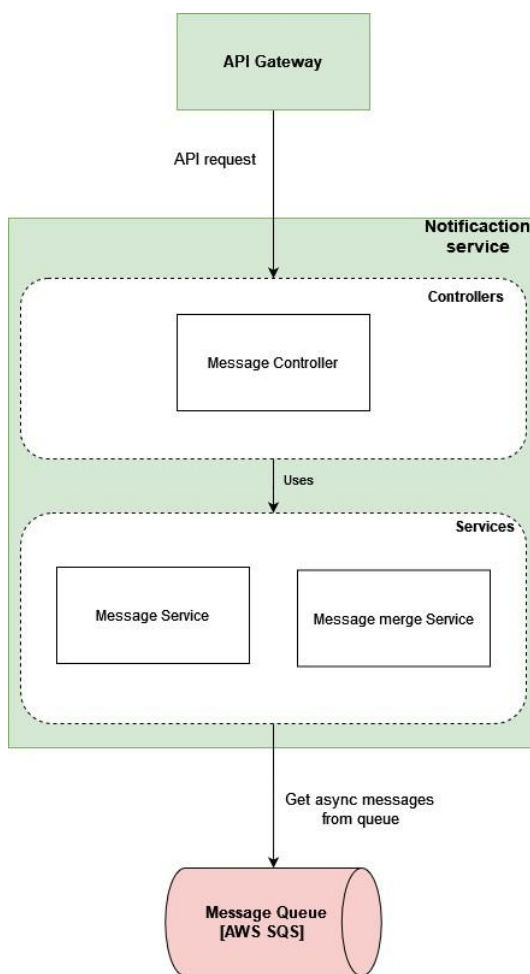 API Gateway
API request
Notificaction
service
Controllers
Message Controller
Uses
Services
Message Service
Message merge Service
Get async messages
from queue
Message Queue
[AWS SQS]